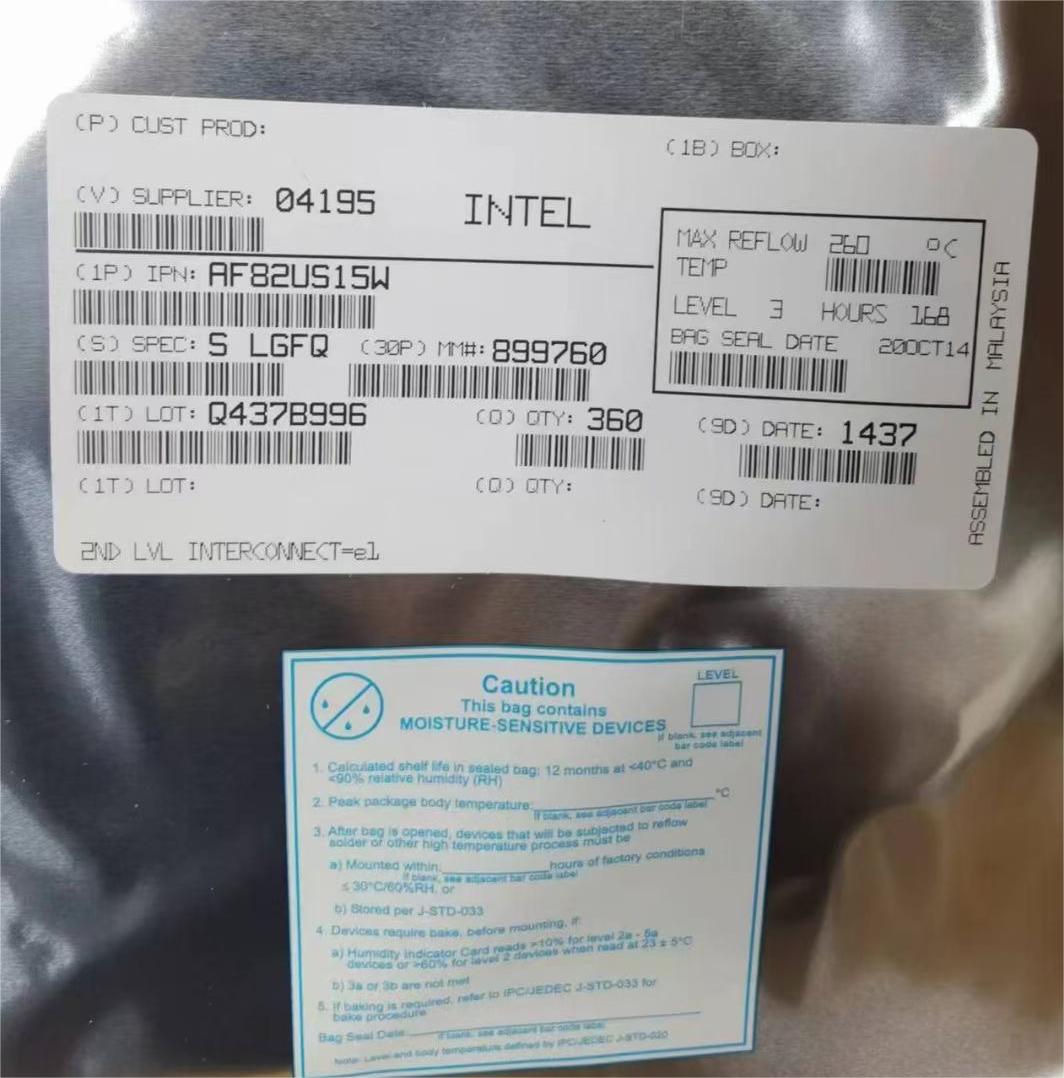 (P) CUST PROD:
(1B) BOX:
(V) SUPPLIER: 04195
INTEL
MAX REFLOW TEMP 260 °C
(1P) IPN: AF82US15W
LEVEL 3 HOURS 168
(S) SPEC: S LGFQ (30P) MM#: 899760
BAG SEAL DATE 20OCT14
(1T) LOT: Q437B996 (Q) QTY: 360 (9D) DATE: 1437
(1T) LOT: (Q) QTY: (9D) DATE:
2ND LVL INTERCONNECT=e1
ASSEMBLED IN MALAYSIA
Caution
This bag contains
MOISTURE-SENSITIVE DEVICES
LEVEL
If blank, see adjacent
bar code label
1. Calculated shelf life in sealed bag: 12 months at <40°C and
<90% relative humidity (RH)
2. Peak package body temperature: °C
If blank, see adjacent bar code label
3. After bag is opened, devices that will be subjected to reflow
solder or other high temperature process must be
a) Mounted within: hours of factory conditions
If blank, see adjacent bar code label
≤ 30°C/60%RH, or
b) Stored per J-STD-033
4. Devices require bake, before mounting, if:
a) Humidity Indicator Card reads >10% for level 2a - 5a
devices or >60% for level 2 devices when read at 23 ± 5°C
b) 3a or 3b are not met
5. If baking is required, refer to IPC/JEDEC J-STD-033 for
bake procedure
Bag Seal Date:
If blank, see adjacent bar code label
Note: Level and body temperature defined by IPC/JEDEC J-STD-020